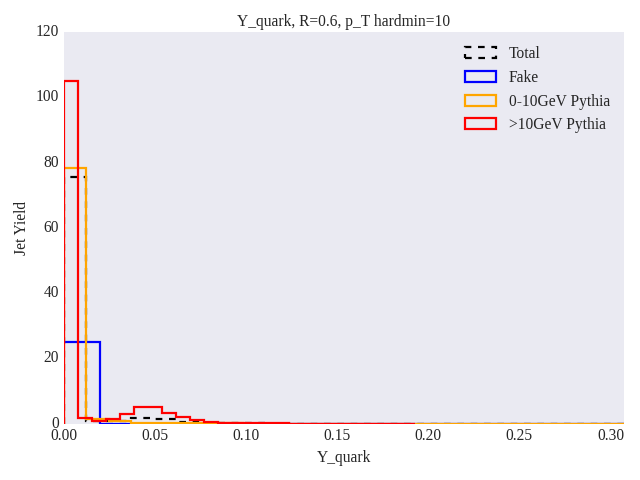 Y_quark, R=0.6, p_T hardmin=10
120
100
80
60
40
20
0
Jet Yield
Total
Fake
0-10GeV Pythia
>10GeV Pythia
0.00 0.05 0.10 0.15 0.20 0.25 0.30
Y_quark